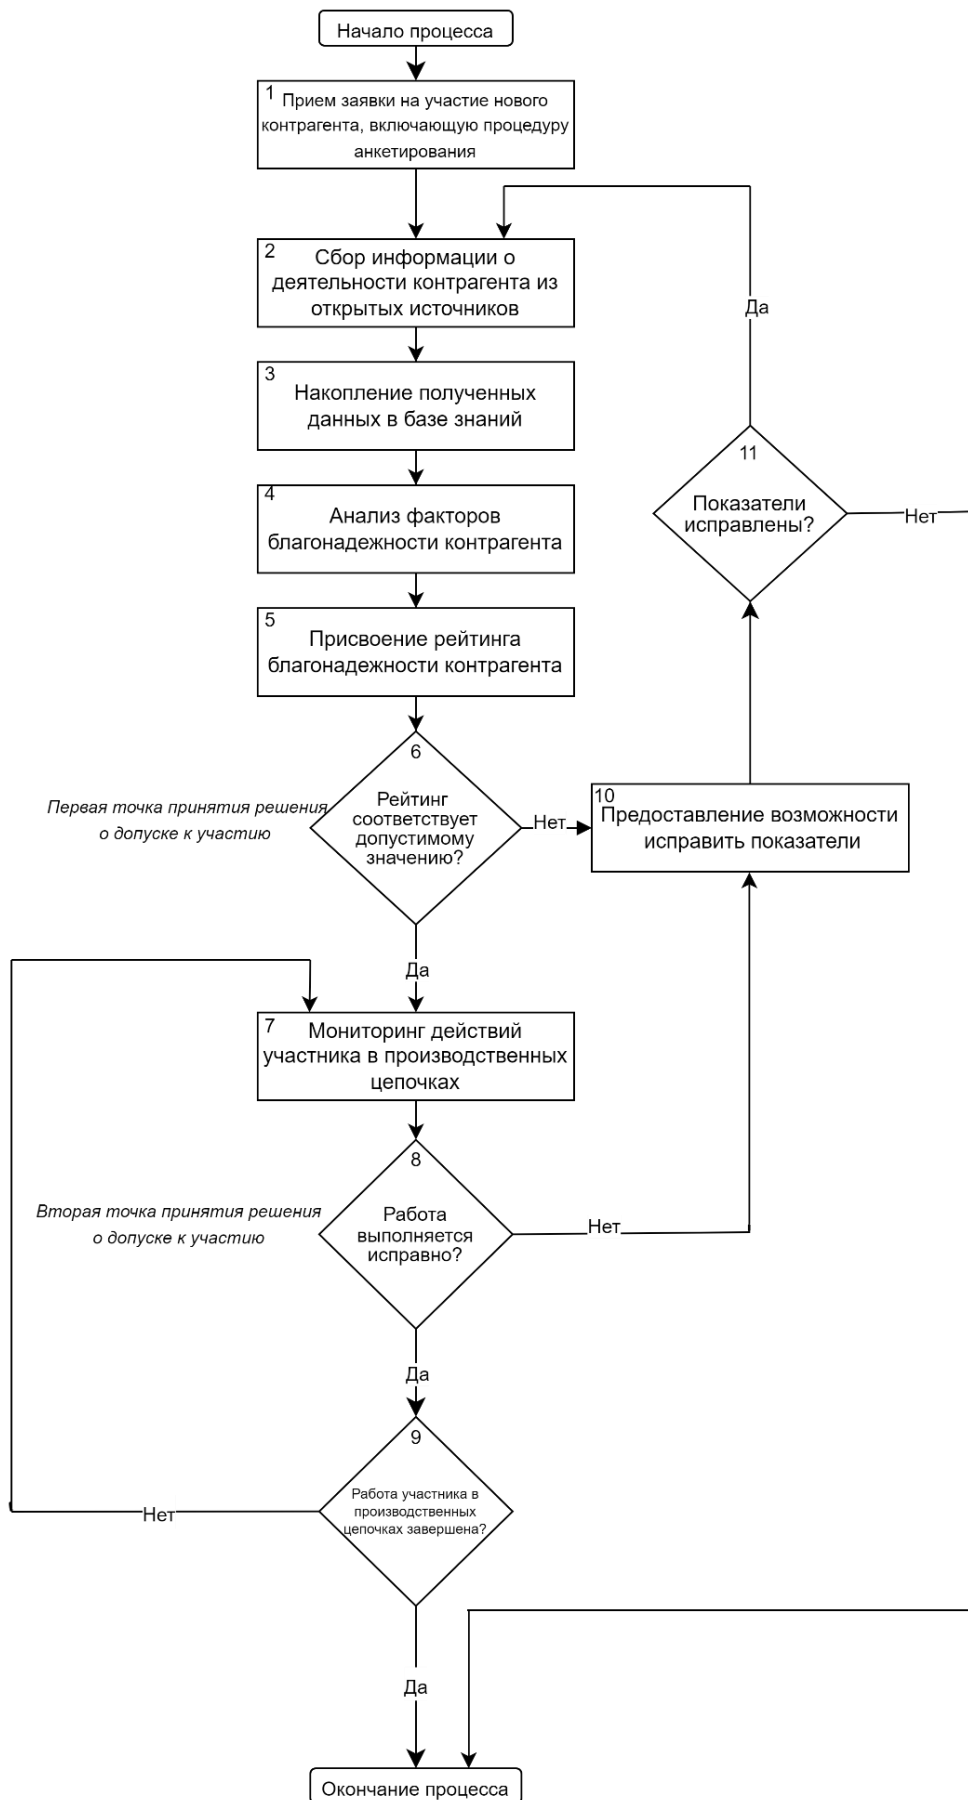 Начало процесса
1
Прием заявки на участие нового
контрагента, включающую процедуру
анкетирования
2
Сбор информации о
деятельности контрагента из
открытых источников
Да
3
Накопление полученных
данных в базе знаний
11
Показатели
исправлены?
Нет
4
Анализ факторов
благонадежности контрагента
5
Присвоение рейтинга
благонадежности контрагента
6
Рейтинг
соответствует
допустимому
значению?
Первая точка принятия решения
о допуске к участию
Нет
10
Предоставление возможности
исправить показатели
Да
7
Мониторинг действий
участника в производственных
цепочках
8
Работа
выполняется
исправно?
Вторая точка принятия решения
о допуске к участию
Нет
Да
9
Работа участника в
производственных
цепочках завершена?
Нет
Да
Окончание процесса